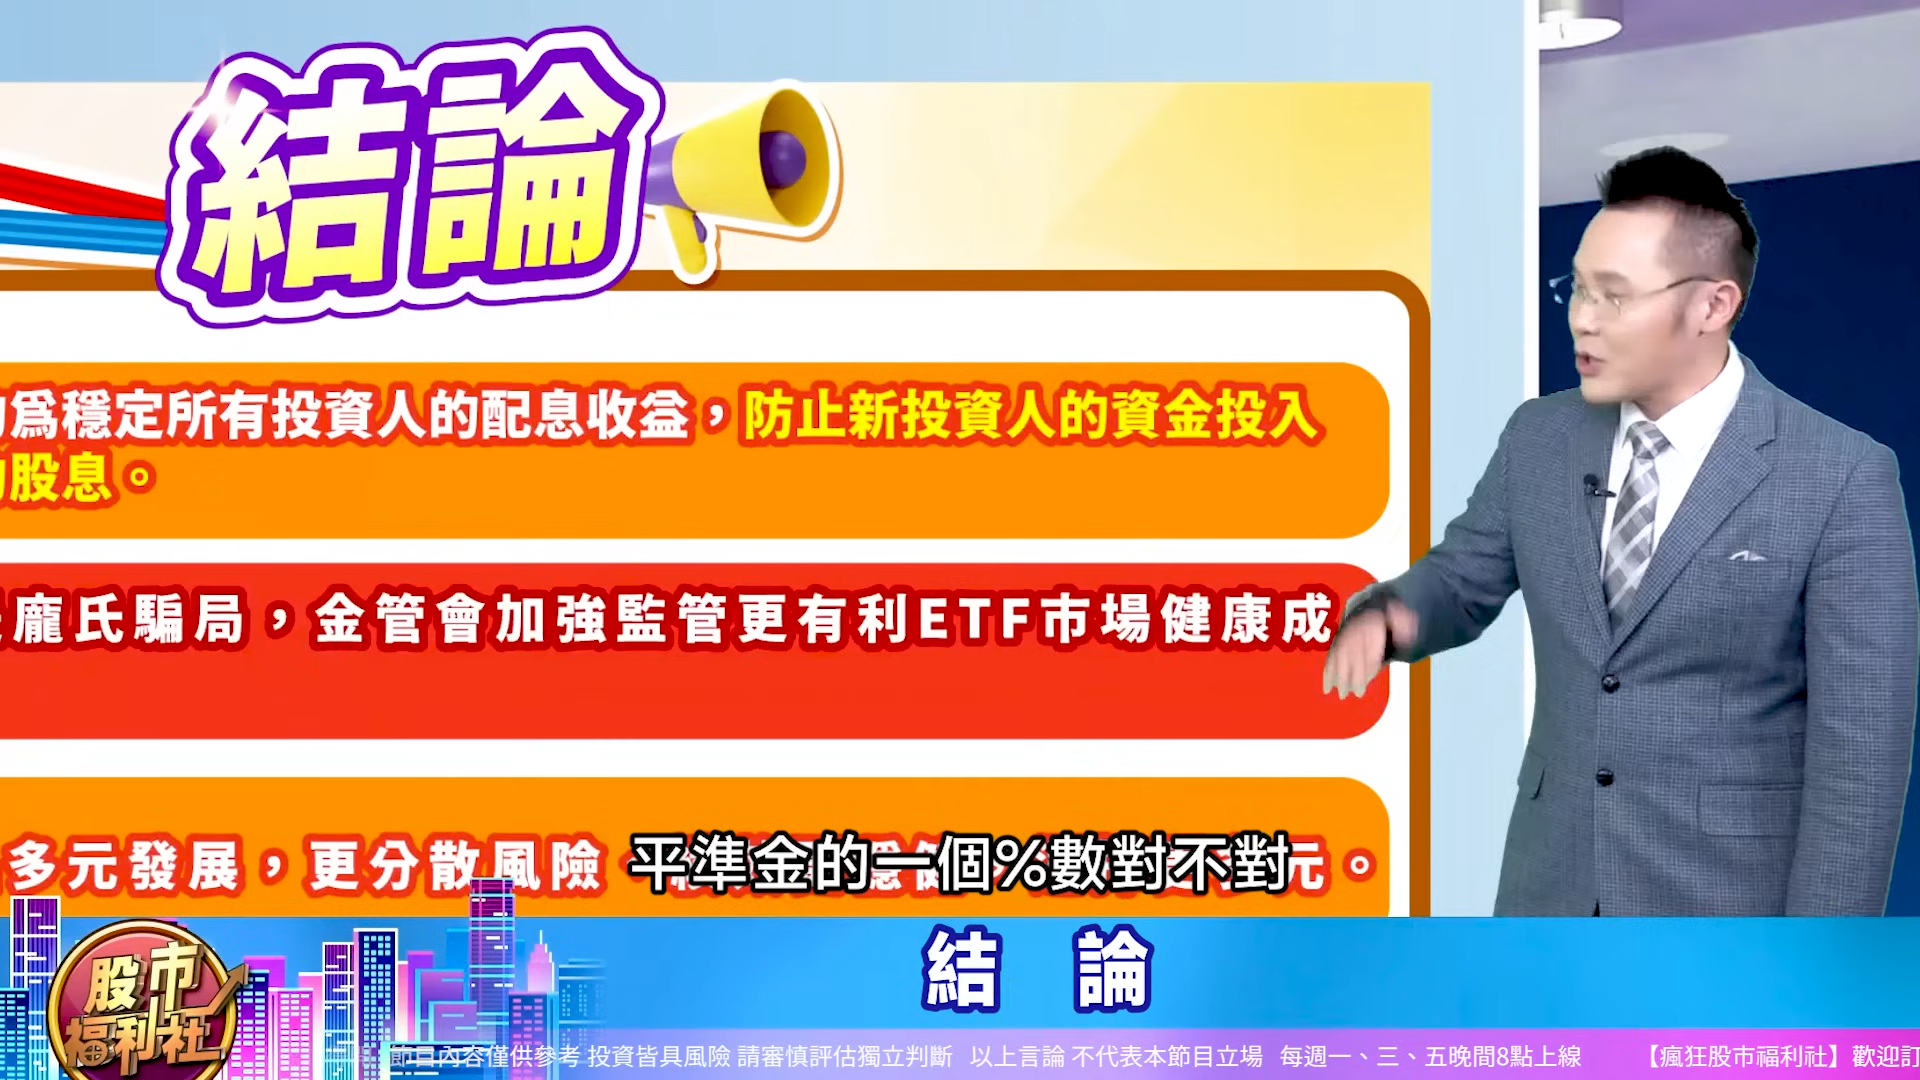 結論
為穩定所有投資人的配息收益，防止新投資人的資金投入
的股息。
龐氏騙局，金管會加強監管更有利ETF市場健康成
多元發展，更分散風險
元。
平準金的一個%數對不對
結 論
股市
福利社
節目內容僅供參考 投資皆具風險 請審慎評估獨立判斷 以上言論 不代表本節目立場 每週一、三、五晚間8點上線 【瘋狂股市福利社】歡迎訂